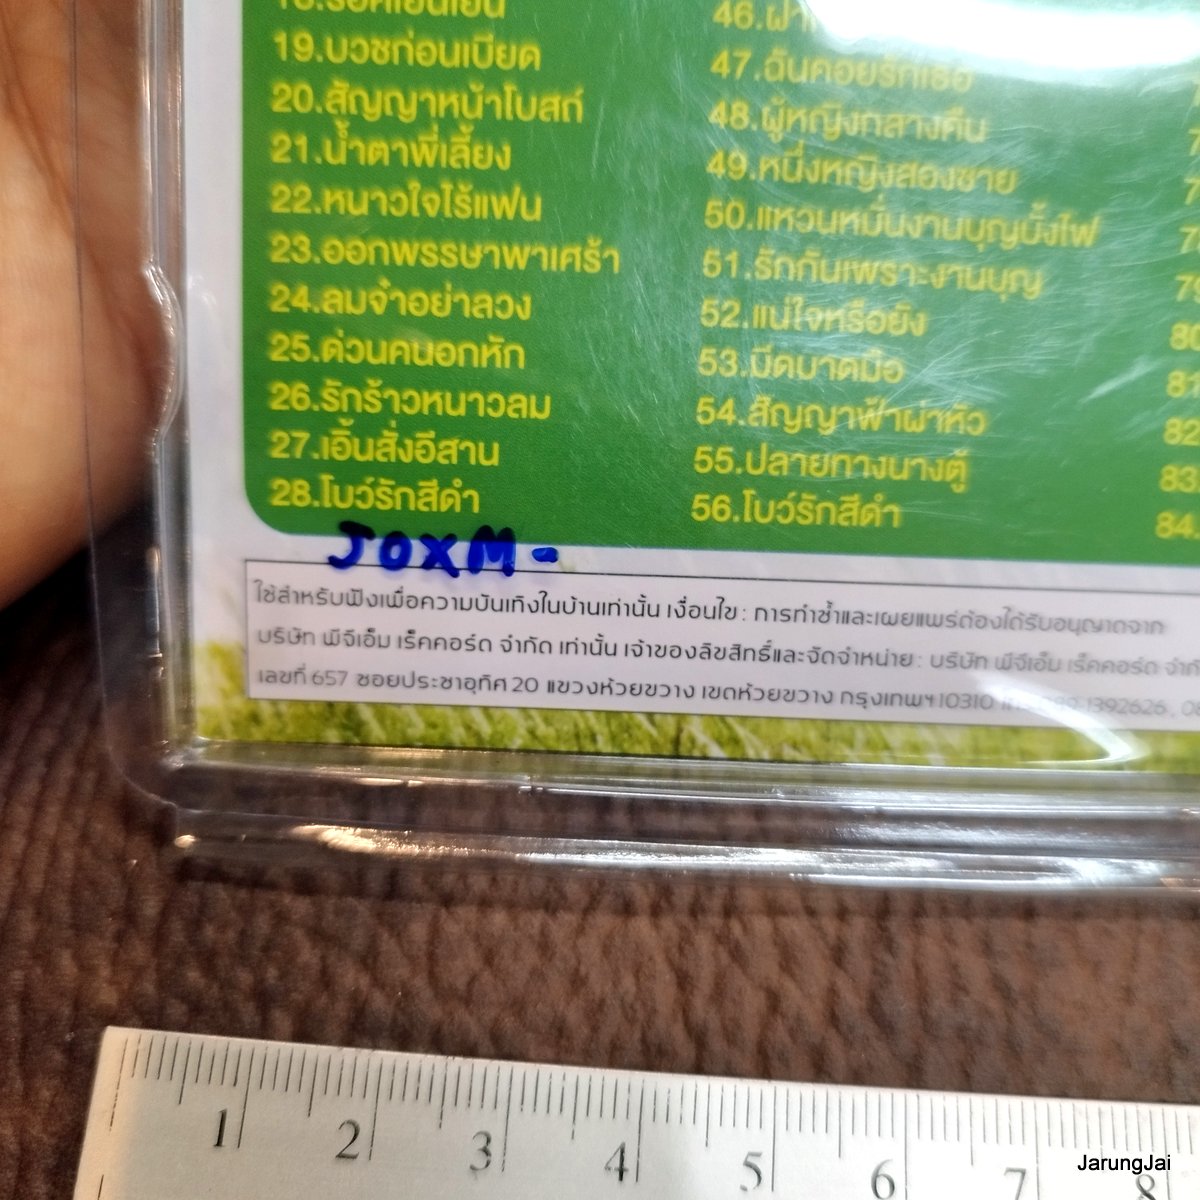 19.บวชก่อนเบียด
20.สัญญาหน้าโบสถ์
21.น้ำตาพี่เลี้ยง
22.หนาวใจไร้แฟน
23.ออกพรรษาพาเศร้า
24.ลมจ๋าอย่าลวง
25.ด่วนคนอกหัก
26.รักร้าวหนาวลม
27.เอิ้นสั่งอีสาน
28.โบว์รักสีดำ
46.
47.ฉันคอยรักเธอ
48.ผู้หญิงกลางคืน
49.หนึ่งหญิงสองชาย
50.แหวนหมั้นงานบุญบั้งไฟ
51.รักกันเพราะงานบุญ
52.แน่ใจหรือยัง
53.มีดบาดมือ
54.สัญญาฟ้าผ่าหัว
55.ปลายทางนางตู้
56.โบว์รักสีดำ
80
81
82
83
84.
JOXM-
ใช้สำหรับฟังเพื่อความบันเทิงในบ้านเท่านั้น เงื่อนไข : การทำซ้ำและเผยแพร่ต้องได้รับอนุญาตจาก
บริษัท พีจีเอ็ม เร็คคอร์ด จำกัด เท่านั้น เจ้าของลิขสิทธิ์และจัดจำหน่าย : บริษัท พีจีเอ็ม เร็คคอร์ด
เลขที่ 657 ซอยประชาอุทิศ 20 แขวงห้วยขวาง เขตห้วยขวาง กรุงเทพฯ 10310 1392626 ,
1 2 3 4 5 6 7 8
JarungJai